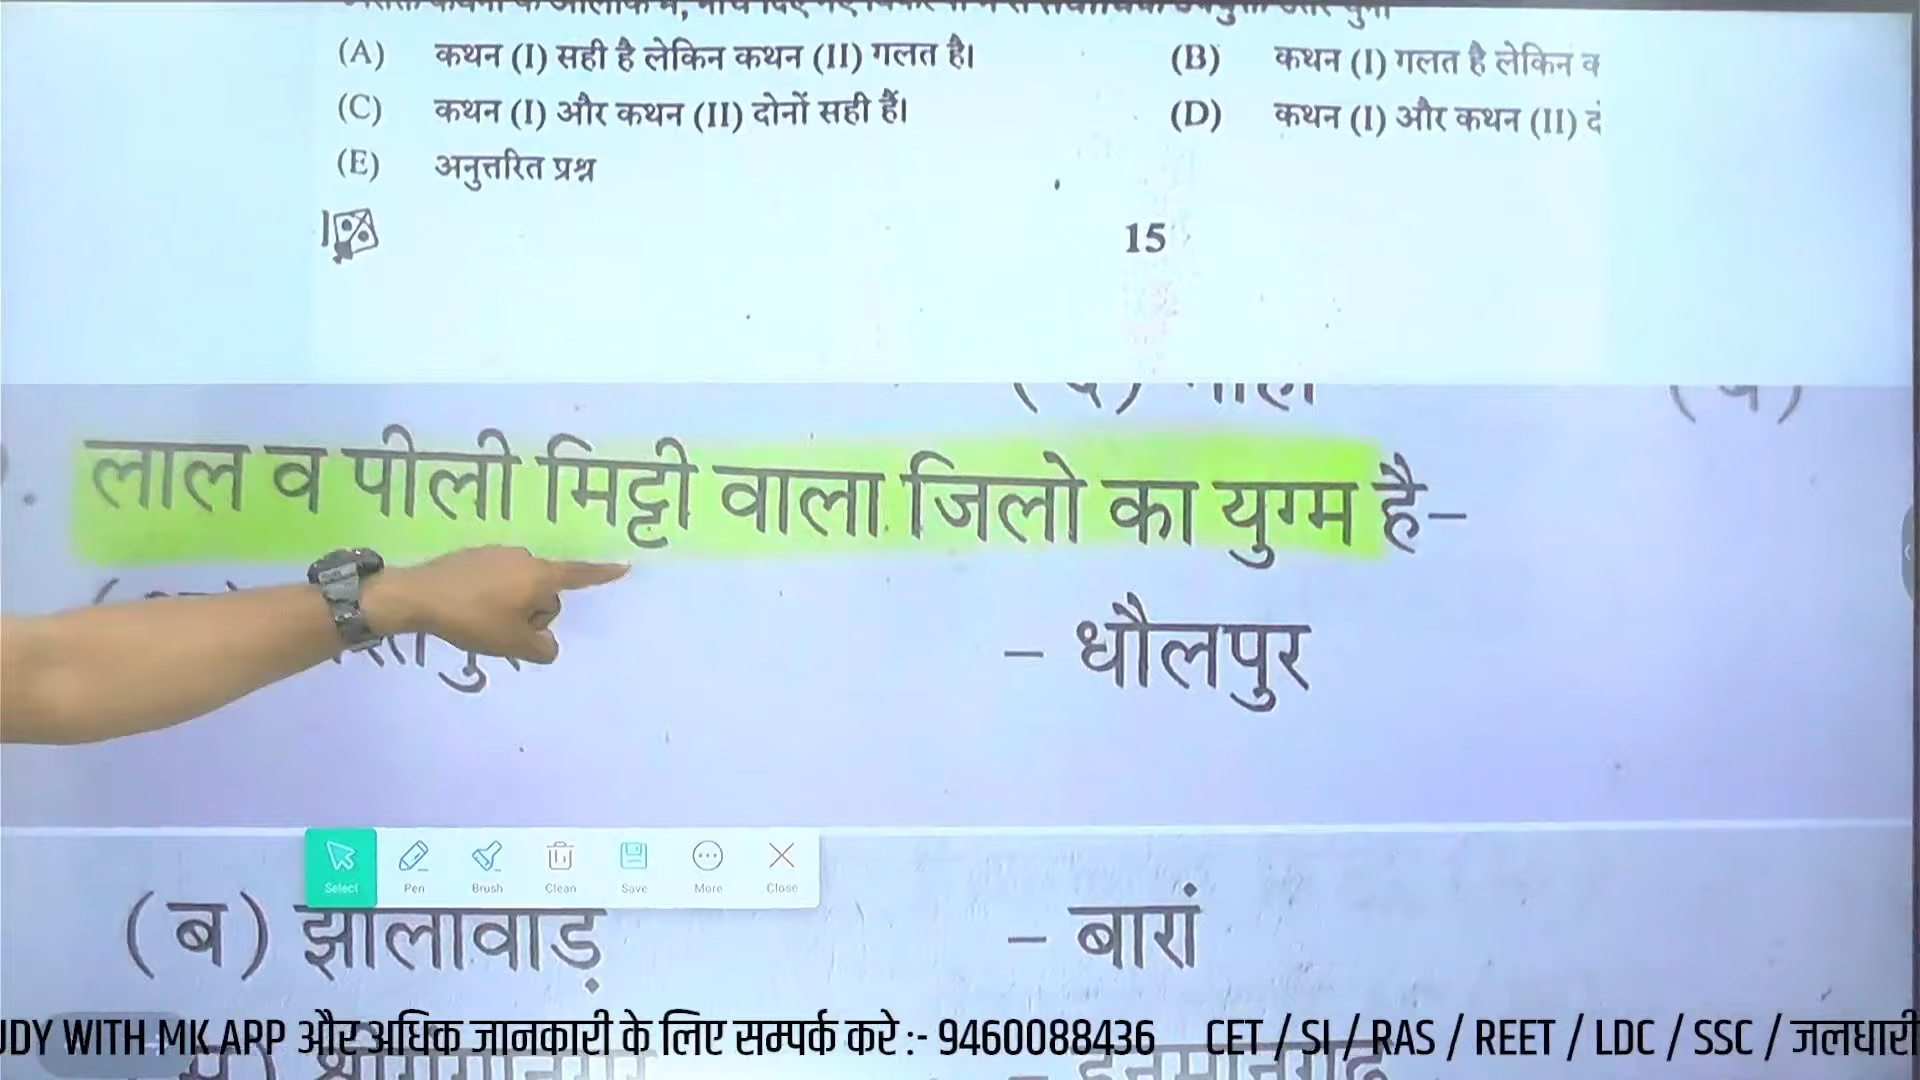 (A) कथन (I) सही है लेकिन कथन (II) गलत है।
(B) कथन (I) गलत है लेकिन
(C) कथन (I) और कथन (II) दोनों सही हैं।
(D) कथन (I) और कथन (II)
(E) अनुत्तरित प्रश्न
15
लाल व पीली मिट्टी वाला जिलो का युग्म है–
– धौलपुर
Select Pen Brush Clean Save More Close
(ब) झालावाड़ – बारां
UDY WITH MK APP और अधिक जानकारी के लिए सम्पर्क करे :- 9460088436 CET / SI / RAS / REET / LDC / SSC / जलधारी